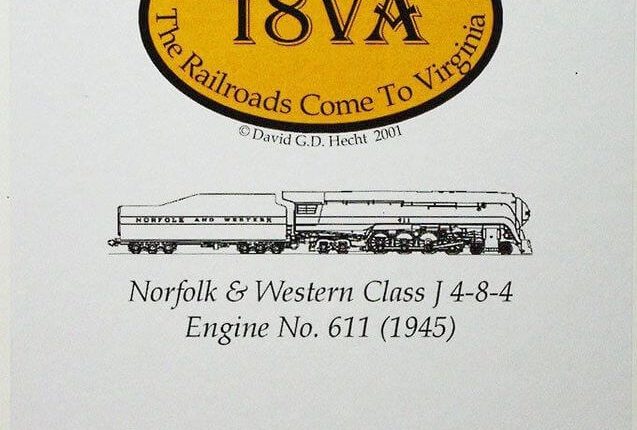 18VA
The Railroads Come To Virginia
© David G.D. Hecht 2001
NORFOLK AND WESTERN
611
Norfolk & Western Class J 4-8-4
Engine No. 611 (1945)